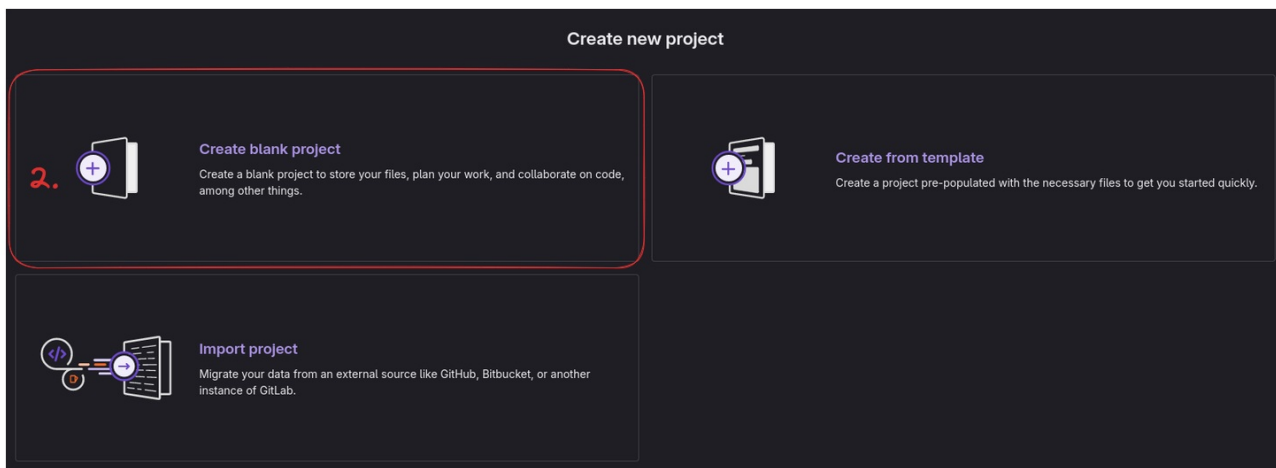 Create new project
2.
Create blank project
Create a blank project to store your files, plan your work, and collaborate on code,
among other things.
Create from template
Create a project pre-populated with the necessary files to get you started quickly.
</>
Import project
Migrate your data from an external source like GitHub, Bitbucket, or another
instance of GitLab.